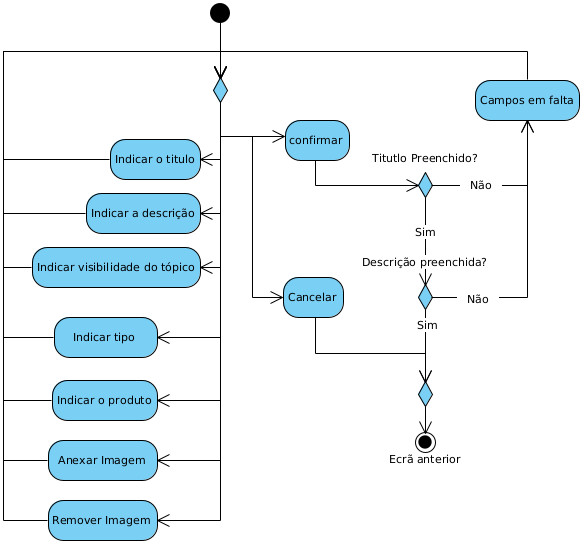 Campos em falta
confirmar
Indicar o titulo
Titutlo Preenchido?
Não
Indicar a descrição
Sim
Indicar visibilidade do tópico
Descrição preenchida?
Cancelar
Não
Sim
Indicar tipo
Indicar o produto
Ecrã anterior
Anexar Imagem
Remover Imagem